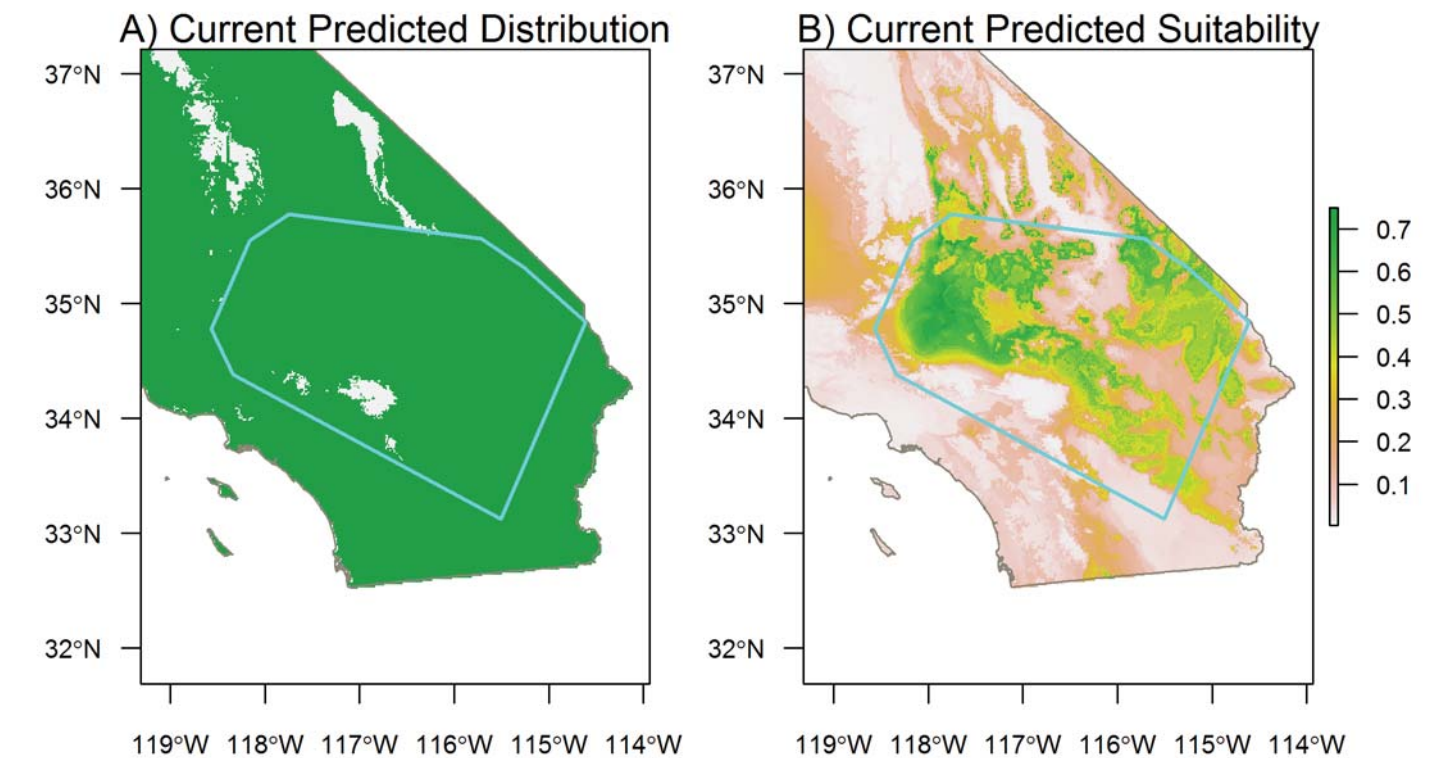 A) Current Predicted Distribution
B) Current Predicted Suitability
37°N
36°N
35°N
34°N
33°N
32°N
119°W 118°W 117°W 116°W 115°W 114°W
37°N
36°N
35°N
34°N
33°N
32°N
119°W 118°W 117°W 116°W 115°W 114°W
0.7
0.6
0.5
0.4
0.3
0.2
0.1